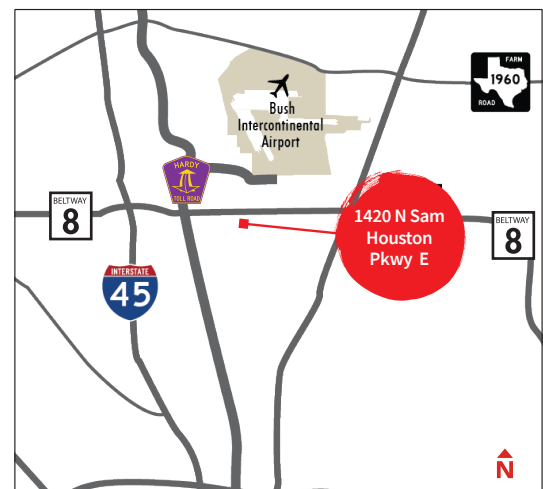 FARM
1960
ROAD
Bush
Intercontinental
Airport
HARDY
TOLL ROAD
BELTWAY
8
1420 N Sam
Houston
Pkwy E
BELTWAY
8
INTERSTATE
45
N